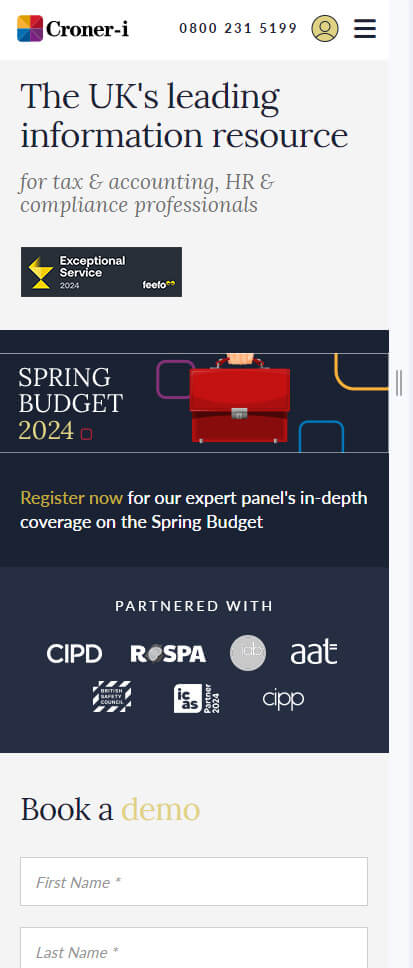 Croner-i
0800 231 5199
The UK's leading
information resource
for tax & accounting, HR &
compliance professionals
Exceptional
Service
2024
feefo
SPRING
BUDGET
2024
Register now for our expert panel's in-depth
coverage on the Spring Budget
PARTNERED WITH
CIPD
RoSPA
iab
aat
BRITISH
SAFETY
COUNCIL
icas
Partner
2024
cipp
Book a demo
First Name *
Last Name *